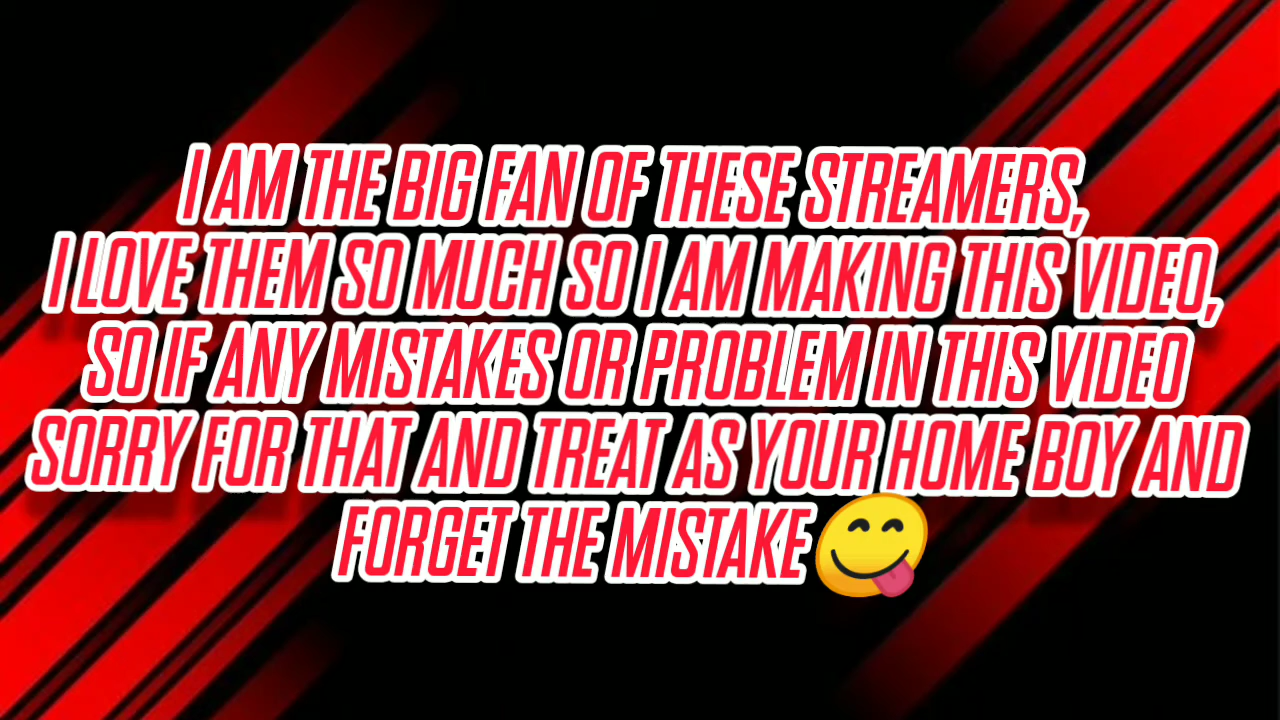 I AM THE BIG FAN OF THESE STREAMERS,
I LOVE THEM SO MUCH SO I AM MAKING THIS VIDEO,
SO IF ANY MISTAKES OR PROBLEM IN THIS VIDEO
SORRY FOR THAT AND TREAT AS YOUR HOME BOY AND
FORGET THE MISTAKE 😋